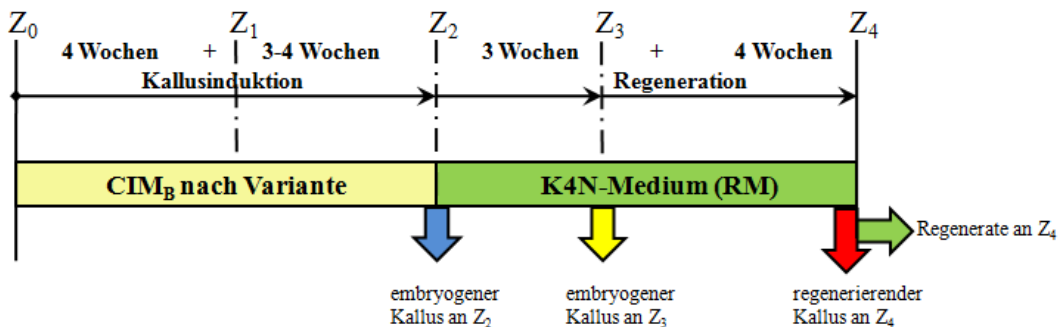 Z0 Z1 Z2 Z3 Z4
4 Wochen + 3-4 Wochen 3 Wochen + 4 Wochen
Kallusinduktion Regeneration
CIMB nach Variante K4N-Medium (RM)
Regenerate an Z4
embryogener embryogener regenerierender
Kallus an Z2 Kallus an Z3 Kallus an Z4